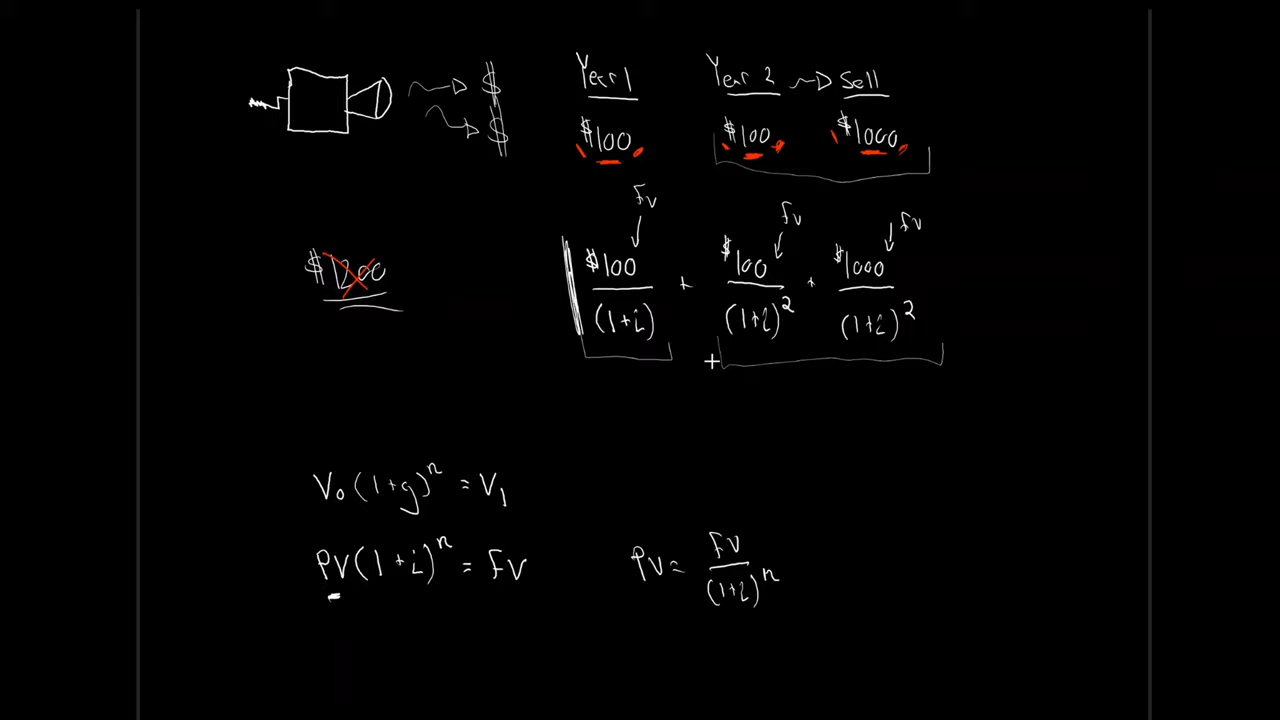 $
$
Year 1
Year 2 → Sell
$100
$100
$1000
FV
FV
FV
$1200
$100 / (1+i) + $100 / (1+i)^2 + $1000 / (1+i)^2
+
V₀(1+g)^n = V₁
PV(1+i)^n = FV
PV = FV / (1+i)^n